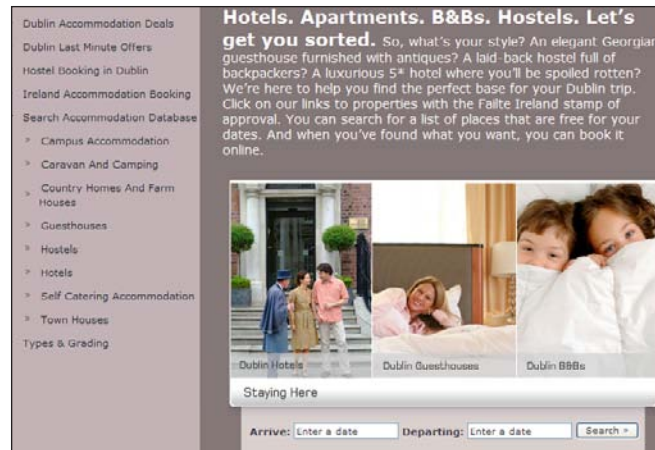 Dublin Accommodation Deals
Dublin Last Minute Offers
Hostel Booking in Dublin
Ireland Accommodation Booking
Search Accommodation Database
» Campus Accommodation
» Caravan And Camping
» Country Homes And Farm
Houses
» Guesthouses
» Hostels
» Hotels
» Self Catering Accommodation
» Town Houses
Types & Grading
Hotels. Apartments. B&Bs. Hostels. Let's
get you sorted. So, what's your style? An elegant Georgian
guesthouse furnished with antiques? A laid-back hostel full of
backpackers? A luxurious 5* hotel where you'll be spoiled rotten?
We're here to help you find the perfect base for your Dublin trip.
Click on our links to properties with the Failte Ireland stamp of
approval. You can search for a list of places that are free for your
dates. And when you've found what you want, you can book it
online.
Dublin Hotels
Dublin Guesthouses
Dublin B&Bs
Staying Here
Arrive: Enter a date Departing: Enter a date Search »